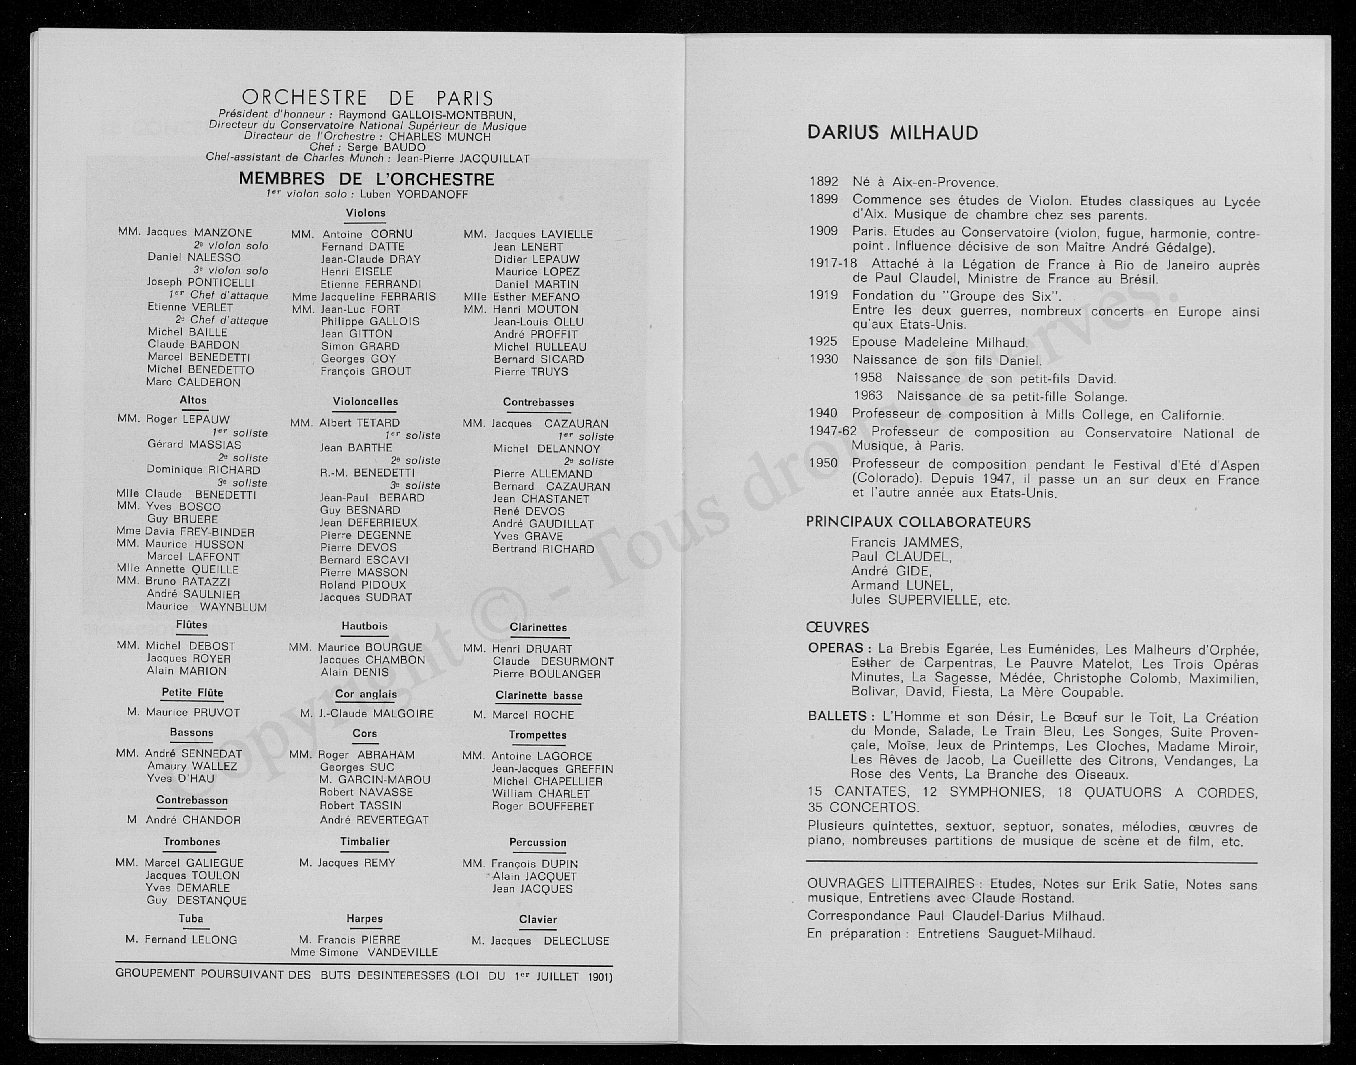 ORCHESTRE DE PARIS
Président d'honneur : Raymond GALLOIS-MONTBRUN,
Directeur du Conservatoire National Supérieur de Musique
Directeur de l'Orchestre : CHARLES MUNCH
Chef : Serge BAUDO
Chef-assistant de Charles Munch : Jean-Pierre JACQUILLAT
MEMBRES DE L'ORCHESTRE
1er violon solo : Luben YORDANOFF
Violons
MM. Jacques MANZONE
2e violon solo
Daniel NALESSO
3e violon solo
Joseph PONTICELLI
1er Chef d'attaque
Etienne VERLET
2e Chef d'attaque
Michel BAILLE
Claude BARDON
Marcel BENEDETTI
Michel BENEDETTO
Marc CALDERON
MM. Antoine CORNU
Fernand DATTE
Jean-Claude DRAY
Henri EISELE
Etienne FERRANDI
Mme Jacqueline FERRARIS
MM. Jean-Luc FORT
Philippe GALLOIS
Jean GITTON
Simon GRARD
Georges GOY
François GROUT
MM. Jacques LAVIELLE
Jean LENERT
Didier LEPAUW
Maurice LOPEZ
Daniel MARTIN
Mlle Esther MEFANO
MM. Henri MOUTON
Jean-Louis OLLU
André PROFFIT
Michel RULLEAU
Bernard SICARD
Pierre TRUYS
Altos
MM. Roger LEPAUW
1er soliste
Gérard MASSIAS
2e soliste
Dominique RICHARD
3e soliste
Mlle Claude BENEDETTI
MM. Yves BOSCO
Guy BRUERE
Mme Davia FREY-BINDER
MM. Maurice HUSSON
Marcel LAFFONT
Mlle Annette QUEILLE
MM. Bruno RATAZZI
André SAULNIER
Maurice WAYNBLUM
Violoncelles
MM. Albert TETARD
1er soliste
Jean BARTHE
2e soliste
R.-M. BENEDETTI
3e soliste
Jean-Paul BERARD
Guy BESNARD
Jean DEFERRIEUX
Pierre DEGENNE
Pierre DEVOS
Bernard ESCAVI
Pierre MASSON
Roland PIDOUX
Jacques SUDRAT
Contrebasses
MM. Jacques CAZAURAN
1er soliste
Michel DELANNOY
2e soliste
Pierre ALLEMAND
Bernard CAZAURAN
Jean CHASTANET
René DEVOS
André GAUDILLAT
Yves GRAVE
Bertrand RICHARD
Flûtes
MM. Michel DEBOST
Jacques ROYER
Alain MARION
Hautbois
MM. Maurice BOURGUE
Jacques CHAMBON
Alain DENIS
Clarinettes
MM. Henri DRUART
Claude DESURMONT
Pierre BOULANGER
Petite Flûte
M. Maurice PRUVOT
Cor anglais
M. J.-Claude MALGOIRE
Clarinette basse
M. Marcel ROCHE
Bassons
MM. André SENNEDAT
Amaury WALLEZ
Yves D'HAU
Contrebasson
M André CHANDOR
Cors
MM. Roger ABRAHAM
Georges SUC
M. GARCIN-MAROU
Robert NAVASSE
Robert TASSIN
André REVERTEGAT
Trompettes
MM. Antoine LAGORCE
Jean-Jacques GREFFIN
Michel CHAPELLIER
William CHARLET
Roger BOUFFERET
Trombones
MM. Marcel GALIEGUE
Jacques TOULON
Yves DEMARLE
Guy DESTANQUE
Timbalier
M. Jacques REMY
Percussion
MM. François DUPIN
Alain JACQUET
Jean JACQUES
Tuba
M. Fernand LELONG
Harpes
M. Francis PIERRE
Mme Simone VANDEVILLE
Clavier
M. Jacques DELECLUSE
GROUPEMENT POURSUIVANT DES BUTS DESINTERESSES (LOI DU 1er JUILLET 1901)
DARIUS MILHAUD
1892 Né à Aix-en-Provence.
1899 Commence ses études de Violon. Etudes classiques au Lycée
d'Aix. Musique de chambre chez ses parents.
1909 Paris. Etudes au Conservatoire (violon, fugue, harmonie, contre-
point. Influence décisive de son Maître André Gédalge).
1917-18 Attaché à la Légation de France à Rio de Janeiro auprès
de Paul Claudel, Ministre de France au Brésil.
1919 Fondation du "Groupe des Six".
Entre les deux guerres, nombreux concerts en Europe ainsi
qu'aux Etats-Unis.
1925 Epouse Madeleine Milhaud.
1930 Naissance de son fils Daniel.
1958 Naissance de son petit-fils David.
1963 Naissance de sa petit-fille Solange.
1940 Professeur de composition à Mills College, en Californie.
1947-62 Professeur de composition au Conservatoire National de
Musique, à Paris.
1950 Professeur de composition pendant le Festival d'Eté d'Aspen
(Colorado). Depuis 1947, il passe un an sur deux en France
et l'autre année aux Etats-Unis.
PRINCIPAUX COLLABORATEURS
Francis JAMMES,
Paul CLAUDEL,
André GIDE,
Armand LUNEL,
Jules SUPERVIELLE, etc.
ŒUVRES
OPERAS : La Brebis Egarée, Les Euménides, Les Malheurs d'Orphée,
Esther de Carpentras, Le Pauvre Matelot, Les Trois Opéras
Minutes, La Sagesse, Médée, Christophe Colomb, Maximilien,
Bolivar, David, Fiesta, La Mère Coupable.
BALLETS : L'Homme et son Désir, Le Bœuf sur le Toit, La Création
du Monde, Salade, Le Train Bleu, Les Songes, Suite Proven-
çale, Moïse, Jeux de Printemps, Les Cloches, Madame Miroir,
Les Rêves de Jacob, La Cueillette des Citrons, Vendanges, La
Rose des Vents, La Branche des Oiseaux.
15 CANTATES, 12 SYMPHONIES, 18 QUATUORS A CORDES,
35 CONCERTOS.
Plusieurs quintettes, sextuor, septuor, sonates, mélodies, œuvres de
piano, nombreuses partitions de musique de scène et de film, etc.
OUVRAGES LITTERAIRES : Etudes, Notes sur Erik Satie, Notes sans
musique, Entretiens avec Claude Rostand.
Correspondance Paul Claudel-Darius Milhaud.
En préparation : Entretiens Sauguet-Milhaud.
Copyright © - Tous droits réservés.